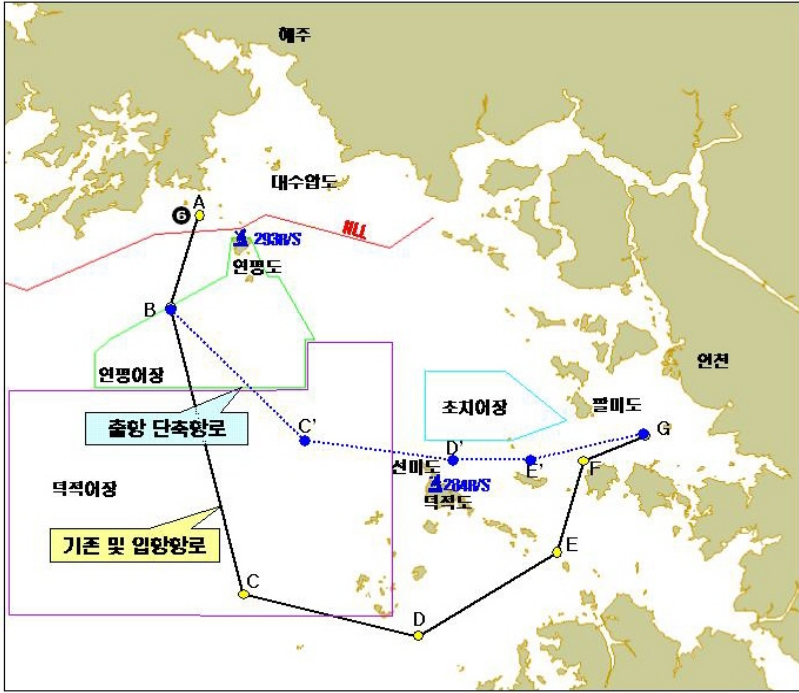 해주
대수압도
A
6
NLL
293R/S
연평도
B
연평어장
인천
초치어장
팔미도
출항 단축항로
C'
G
D'
선미도
E'
F
284R/S
덕적도
덕적어장
기존 및 입항항로
E
C
D